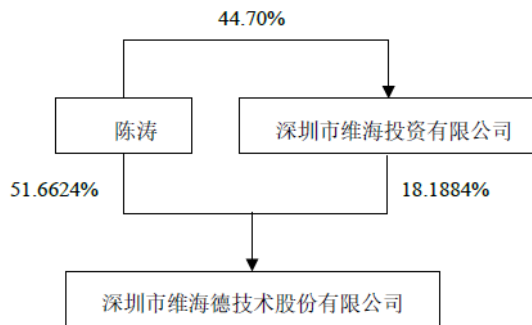 44.70%
陈涛
深圳市维海投资有限公司
51.6624%
18.1884%
深圳市维海德技术股份有限公司